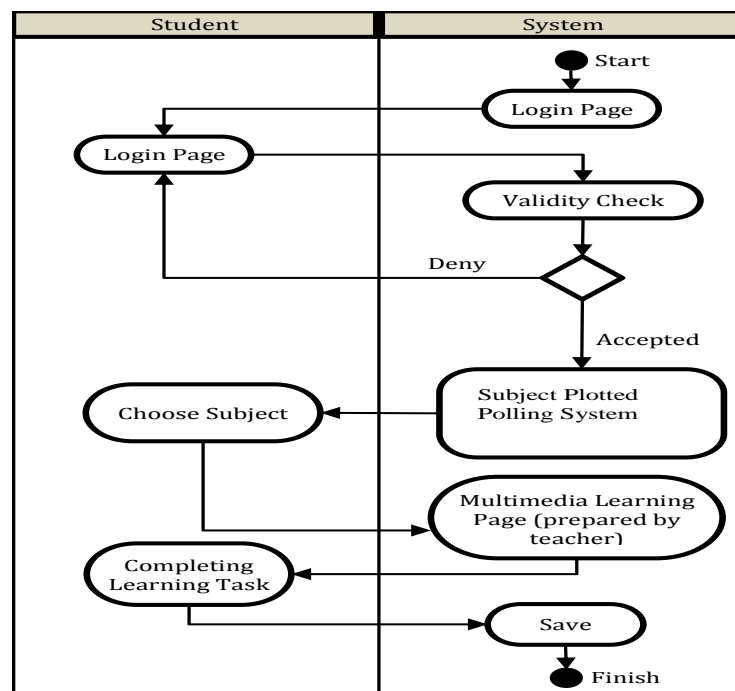 Student
System
Start
Login Page
Login Page
Validity Check
Deny
Accepted
Subject Plotted
Polling System
Choose Subject
Multimedia Learning
Page (prepared by
teacher)
Completing
Learning Task
Save
Finish